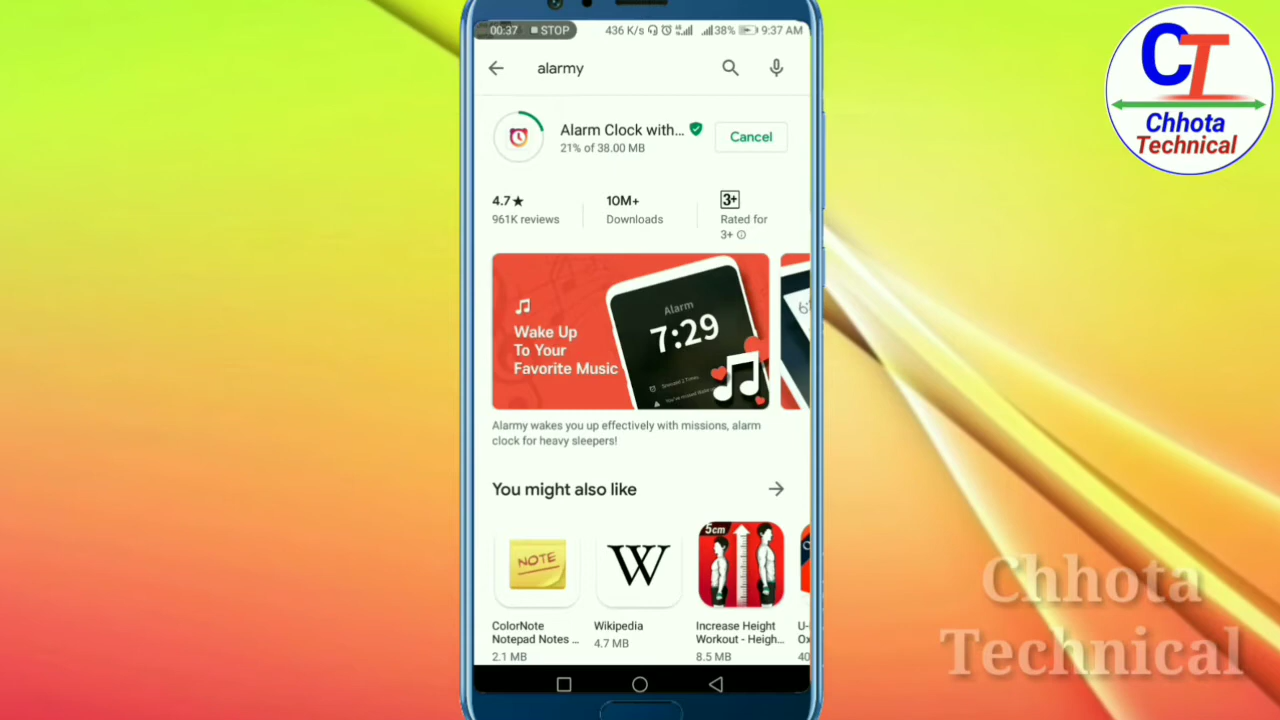 00:37 STOP 436 K/s 38% 9:37 AM
alarmy
Alarm Clock with...
21% of 38.00 MB
Cancel
4.7★
961K reviews
10M+
Downloads
3+
Rated for
3+
Wake Up
To Your
Favorite Music
Alarm
7:29
Alarmy wakes you up effectively with missions, alarm
clock for heavy sleepers!
You might also like
NOTE
W
5cm
ColorNote
Notepad Notes ...
2.1 MB
Wikipedia
4.7 MB
Increase Height
Workout - Heigh...
8.5 MB
U-
Ox
40
CT
Chhota
Technical
Chhota
Technical